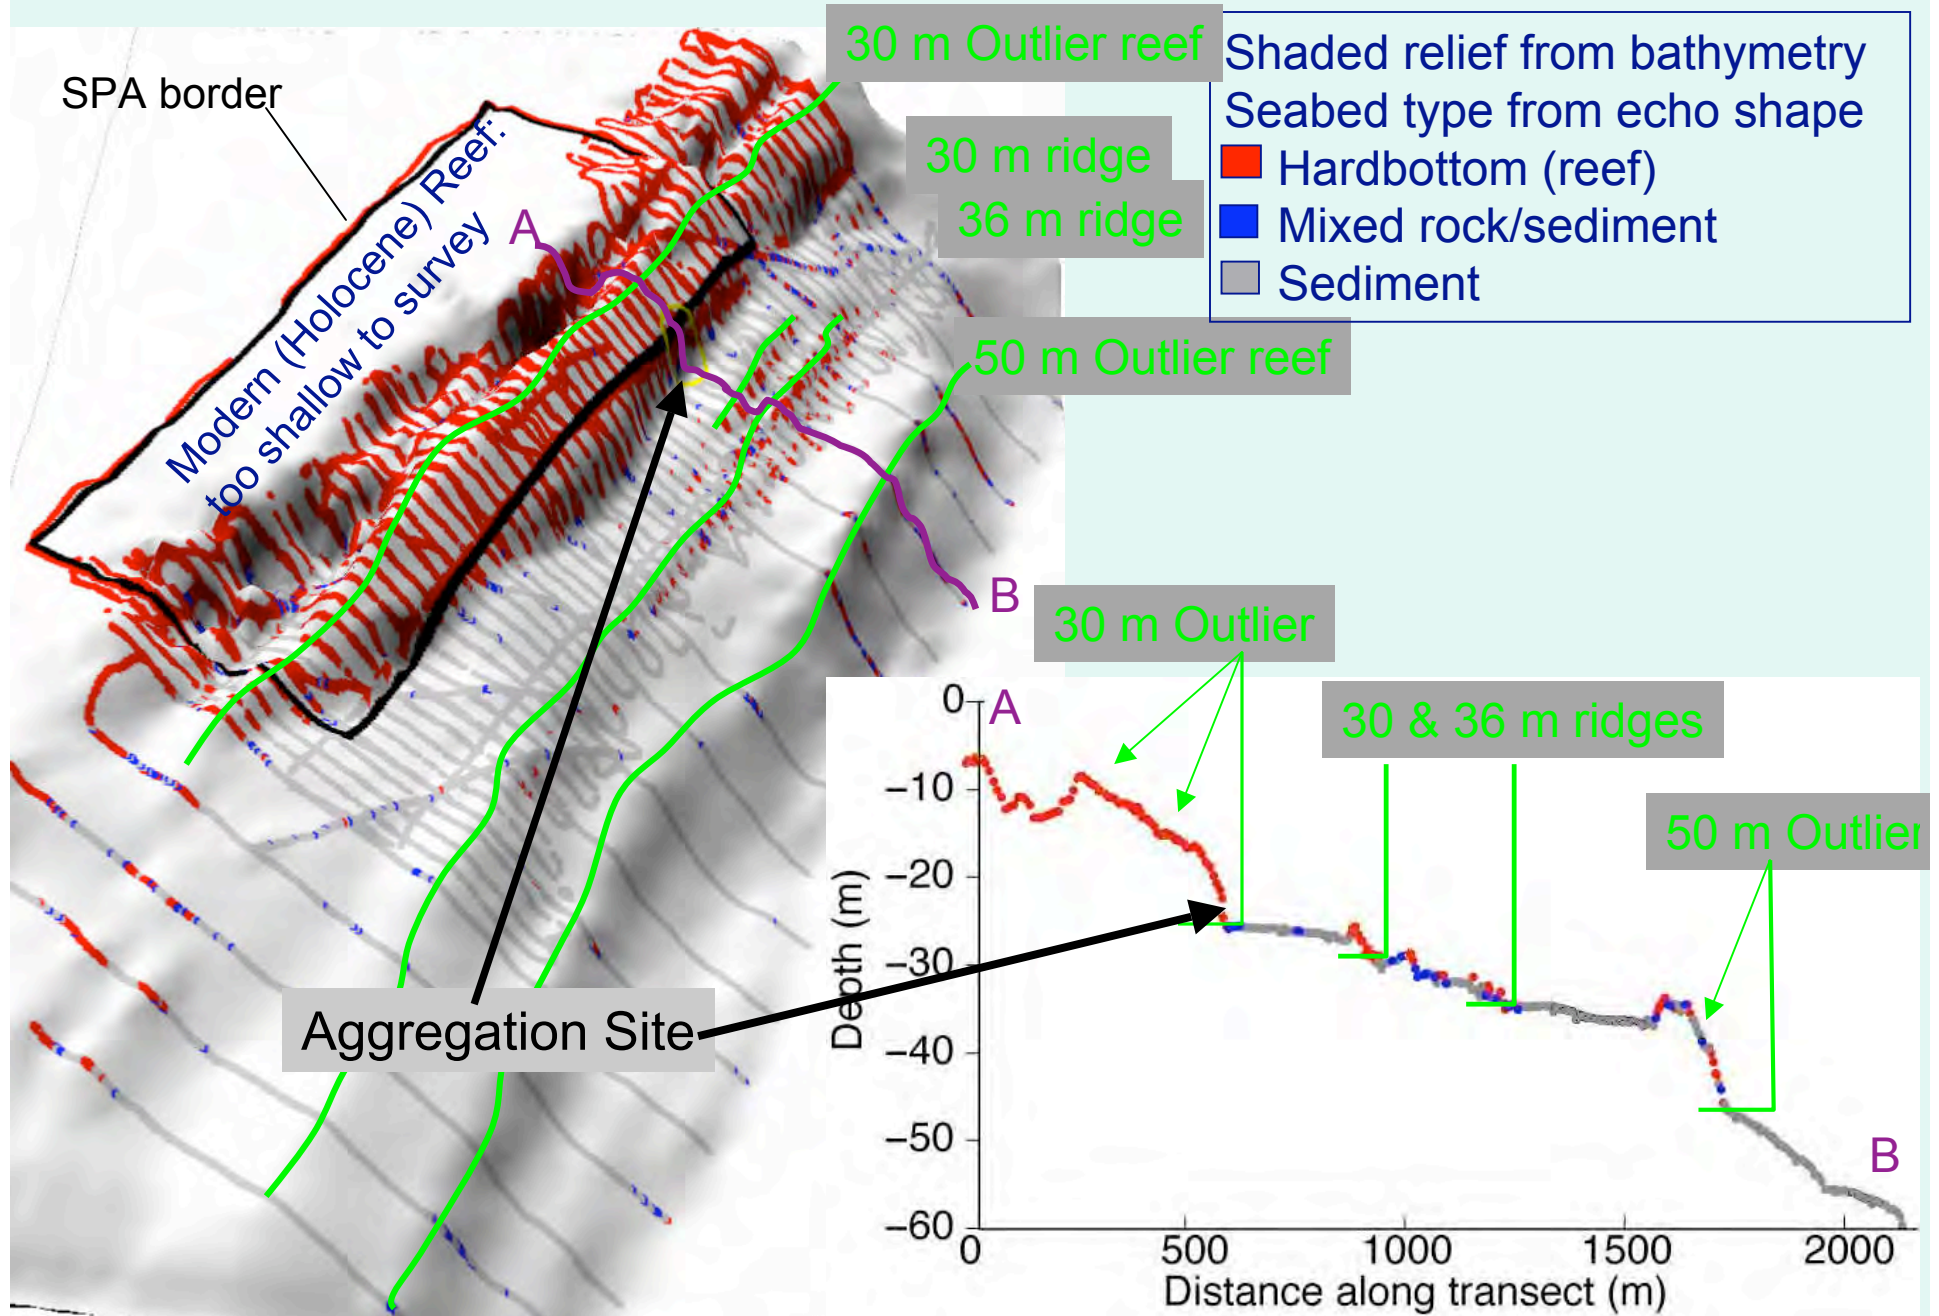 SPA border
Modern (Holocene) Reef:
too shallow to survey
30 m Outlier reef
30 m ridge
36 m ridge
50 m Outlier reef
Shaded relief from bathymetry
Seabed type from echo shape
Hardbottom (reef)
Mixed rock/sediment
Sediment
A
B
Aggregation Site
30 m Outlier
30 & 36 m ridges
50 m Outlier
A
B
Depth (m)
0
−10
−20
−30
−40
−50
−60
0 500 1000 1500 2000
Distance along transect (m)